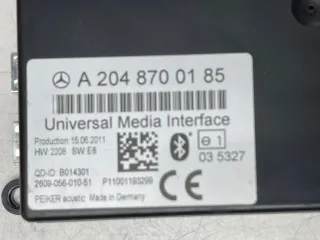 A 204 870 01 85
Universal Media Interface
Production 15.06.2011
HW: 2208 SW: E8
e1
03 5327
QD-ID: B014301
2609-056-010-51 P11001193299
PEIKER acustic Made in Germany
CE